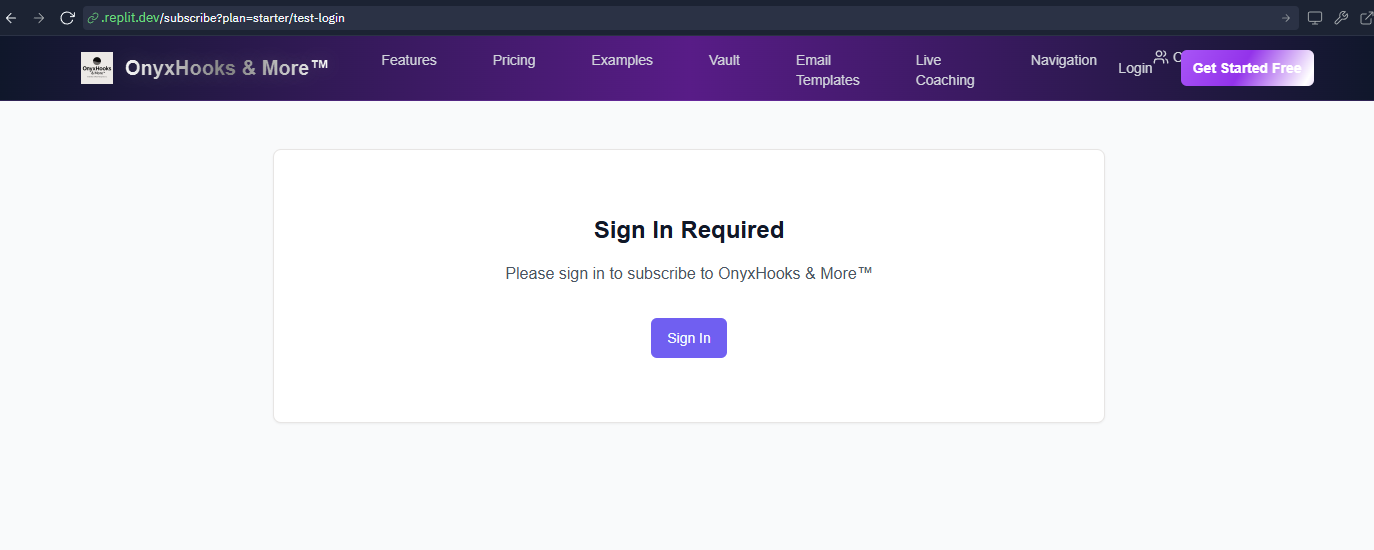 .replit.dev/subscribe?plan=starter/test-login
OnyxHooks
& More™
OnyxHooks & More™
Features
Pricing
Examples
Vault
Email
Templates
Live
Coaching
Navigation
Login
C
Get Started Free
Sign In Required
Please sign in to subscribe to OnyxHooks & More™
Sign In